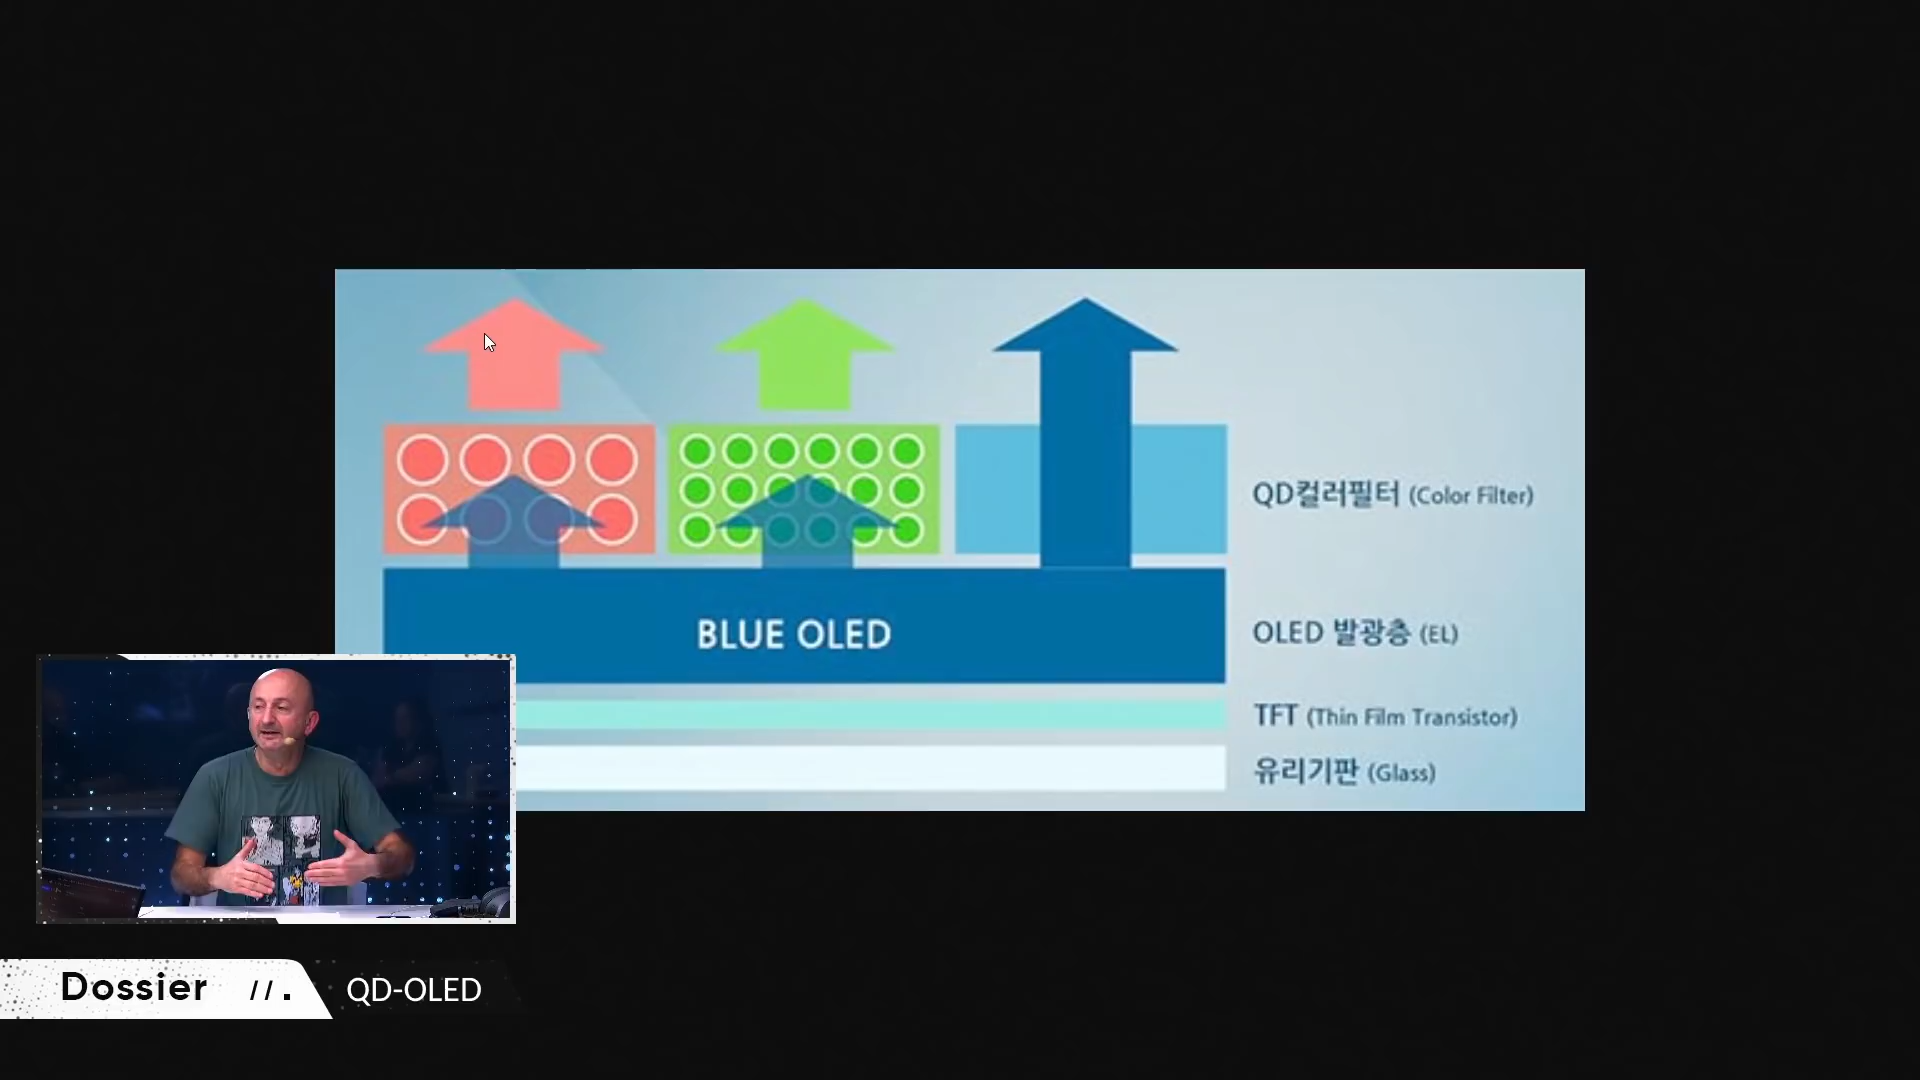 QD컬러필터 (Color Filter)
BLUE OLED
OLED 발광층 (EL)
TFT (Thin Film Transistor)
유리기판 (Glass)
Dossier //. QD-OLED